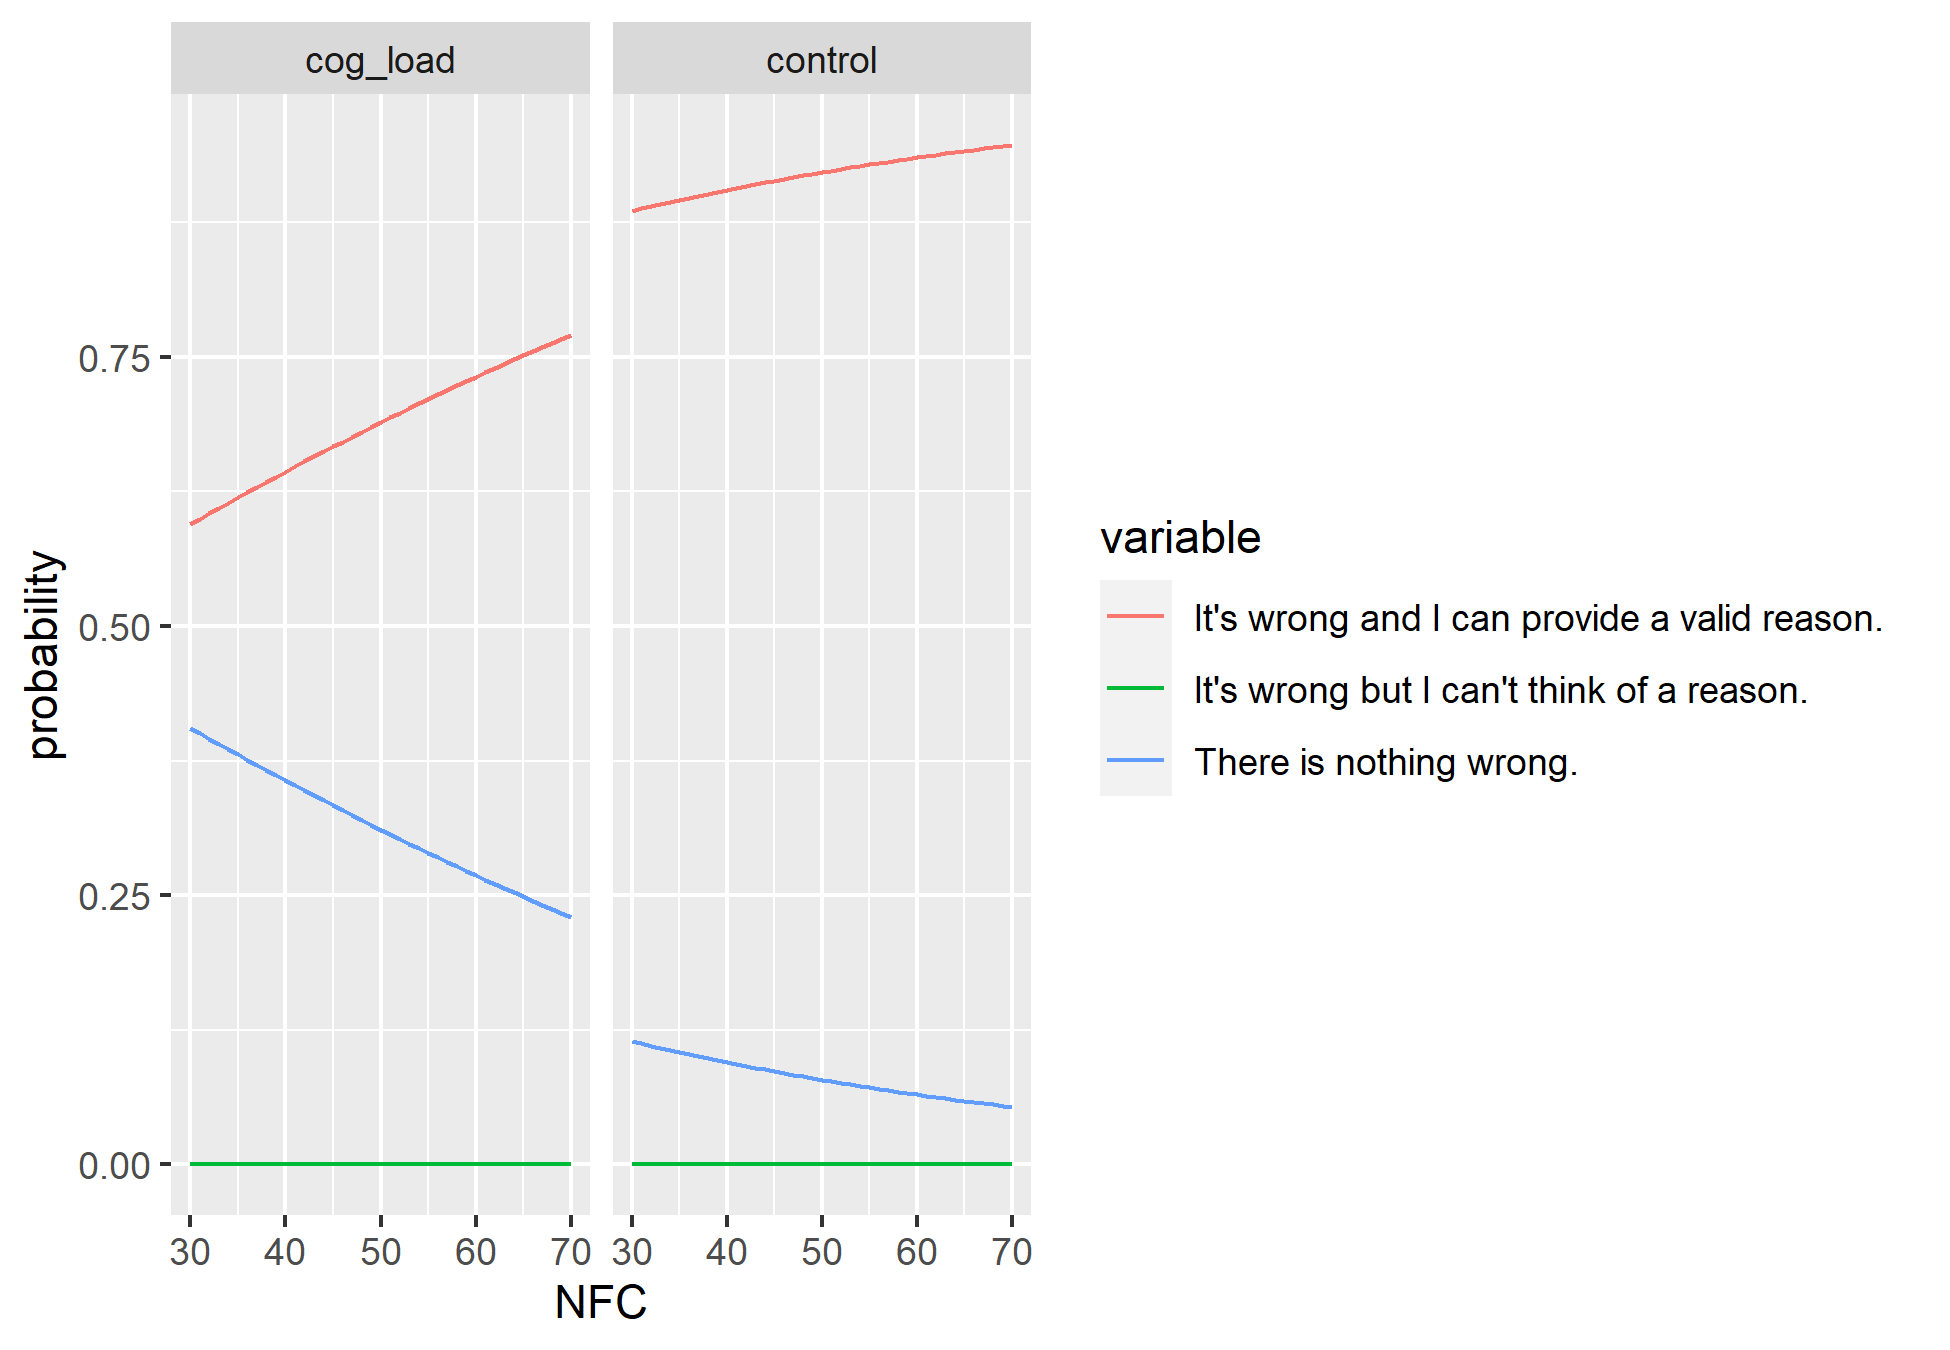 cog_load
control
probability
0.75
0.50
0.25
0.00
30 40 50 60 70
30 40 50 60 70
NFC
variable
It's wrong and I can provide a valid reason.
It's wrong but I can't think of a reason.
There is nothing wrong.